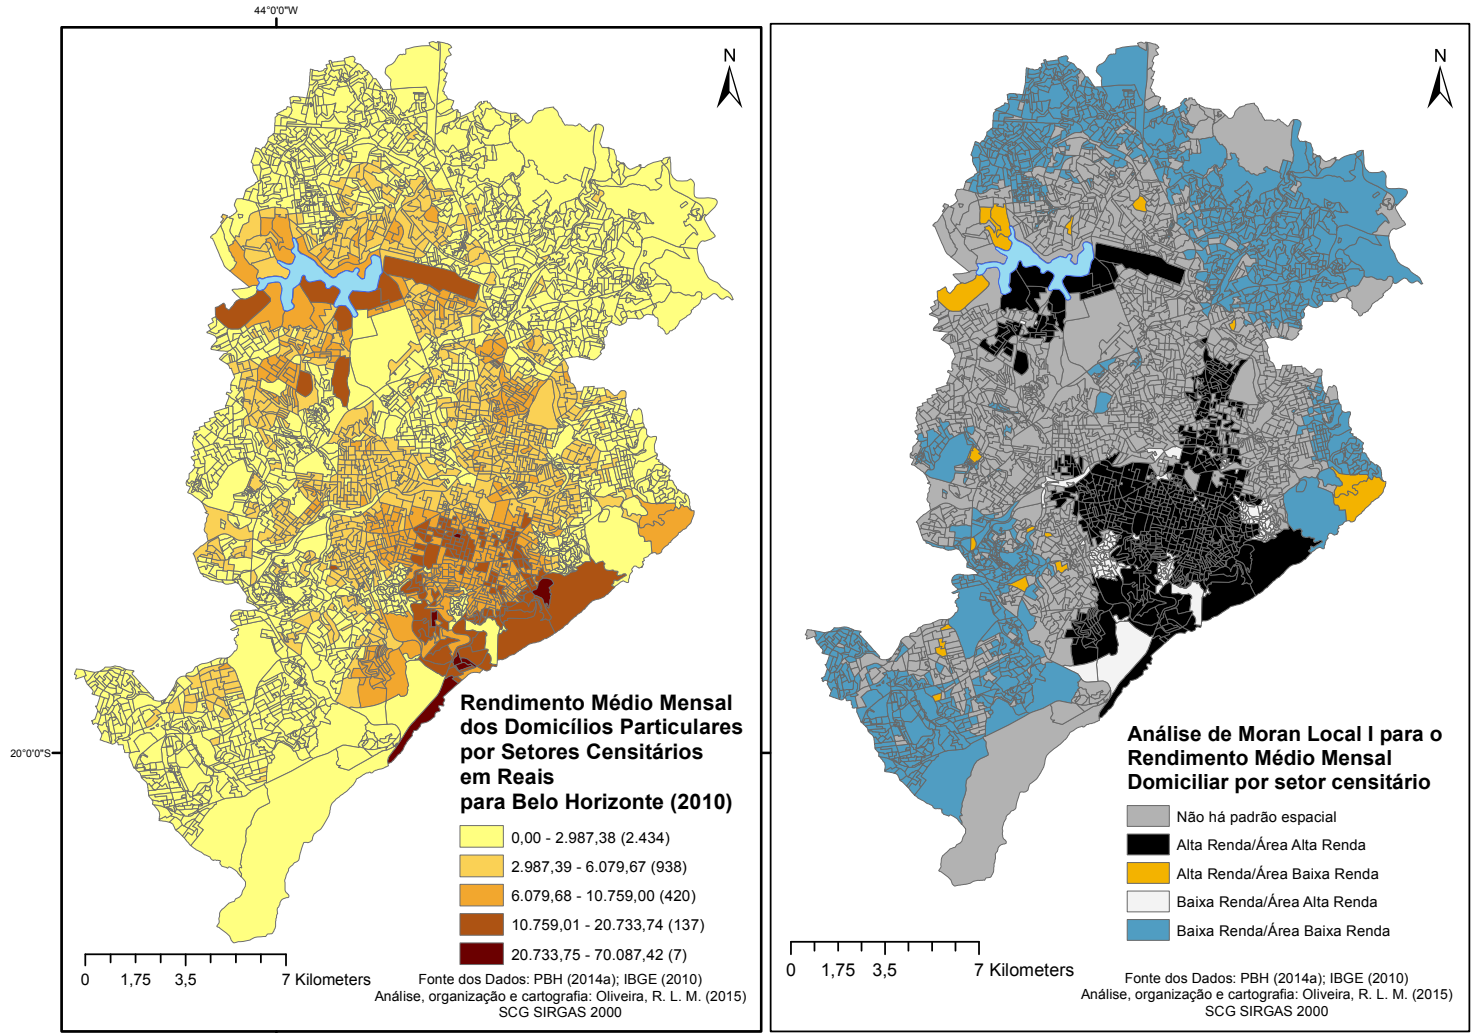 44°0'0"W
N
20°0'0"S
Rendimento Médio Mensal
dos Domicílios Particulares
por Setores Censitários
em Reais
para Belo Horizonte (2010)
0,00 - 2.987,38 (2.434)
2.987,39 - 6.079,67 (938)
6.079,68 - 10.759,00 (420)
10.759,01 - 20.733,74 (137)
20.733,75 - 70.087,42 (7)
0 1,75 3,5 7 Kilometers
Fonte dos Dados: PBH (2014a); IBGE (2010)
Análise, organização e cartografia: Oliveira, R. L. M. (2015)
SCG SIRGAS 2000
N
Análise de Moran Local I para o
Rendimento Médio Mensal
Domiciliar por setor censitário
Não há padrão espacial
Alta Renda/Área Alta Renda
Alta Renda/Área Baixa Renda
Baixa Renda/Área Alta Renda
Baixa Renda/Área Baixa Renda
0 1,75 3,5 7 Kilometers
Fonte dos Dados: PBH (2014a); IBGE (2010)
Análise, organização e cartografia: Oliveira, R. L. M. (2015)
SCG SIRGAS 2000